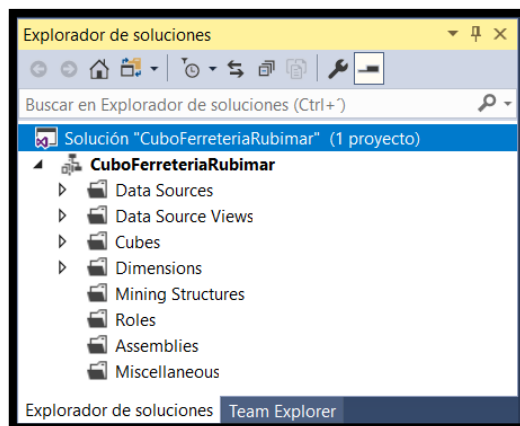 Explorador de soluciones
Buscar en Explorador de soluciones (Ctrl+´)
Solución "CuboFerreteriaRubimar" (1 proyecto)
CuboFerreteriaRubimar
Data Sources
Data Source Views
Cubes
Dimensions
Mining Structures
Roles
Assemblies
Miscellaneous
Explorador de soluciones Team Explorer